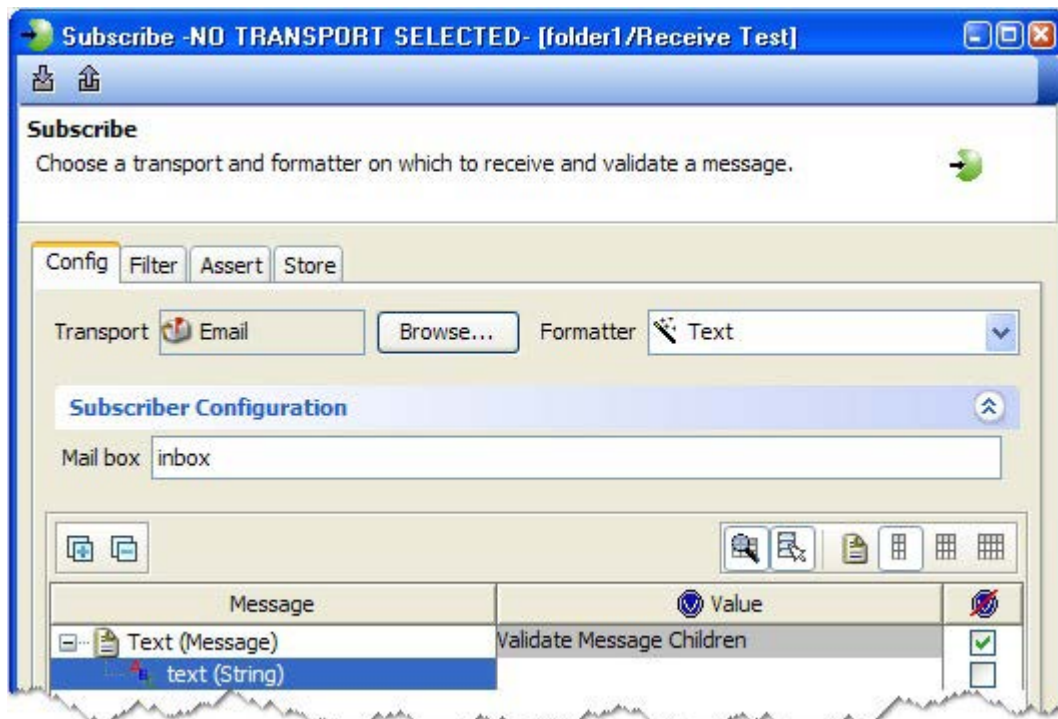 Subscribe -NO TRANSPORT SELECTED- [folder1/Receive Test]
Subscribe
Choose a transport and formatter on which to receive and validate a message.
Config Filter Assert Store
Transport Email Browse... Formatter Text
Subscriber Configuration
Mail box inbox
Message Value
Text (Message) Validate Message Children
text (String)